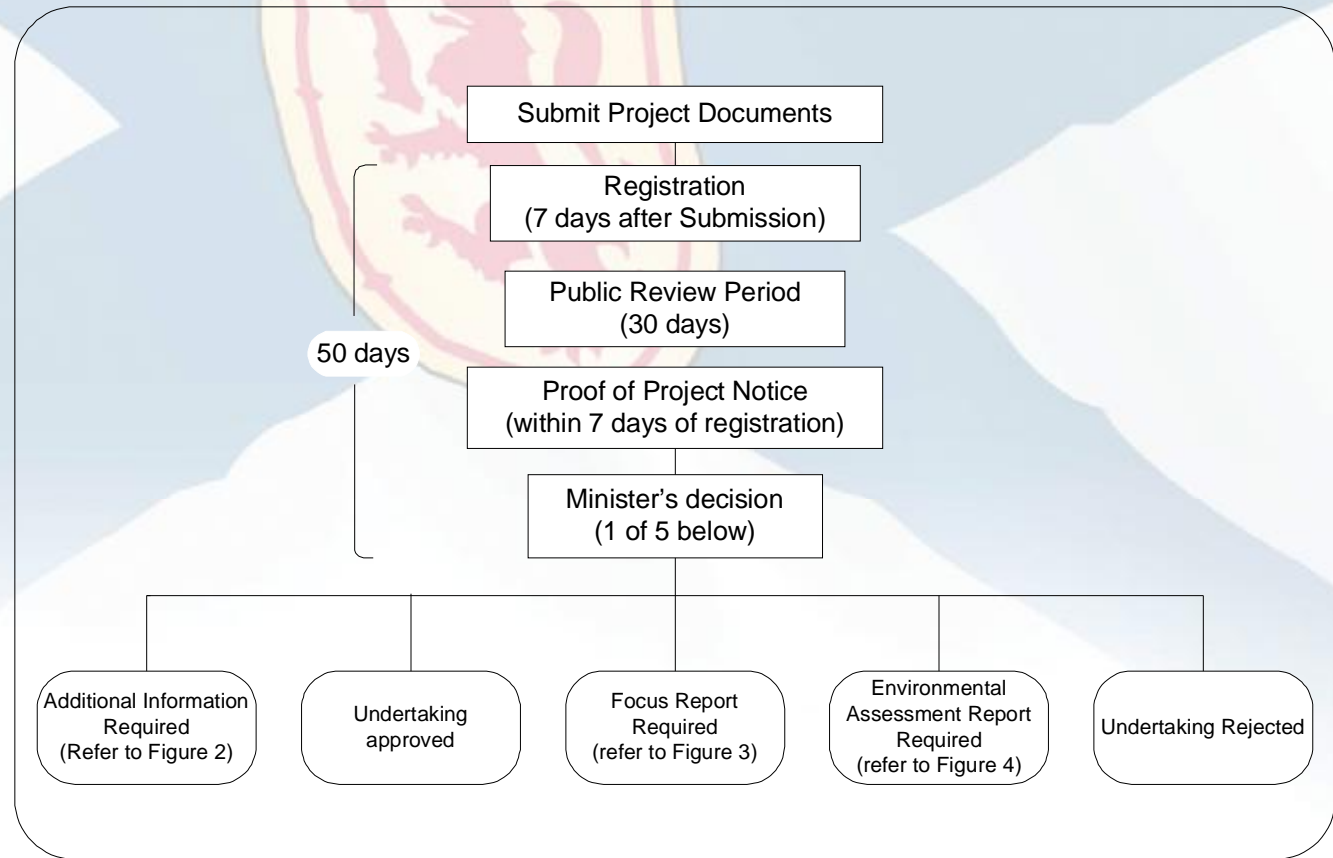 Submit Project Documents
Registration
(7 days after Submission)
Public Review Period
(30 days)
50 days
Proof of Project Notice
(within 7 days of registration)
Minister's decision
(1 of 5 below)
Additional Information
Required
(Refer to Figure 2)
Undertaking
approved
Focus Report
Required
(refer to Figure 3)
Environmental
Assessment Report
Required
(refer to Figure 4)
Undertaking Rejected